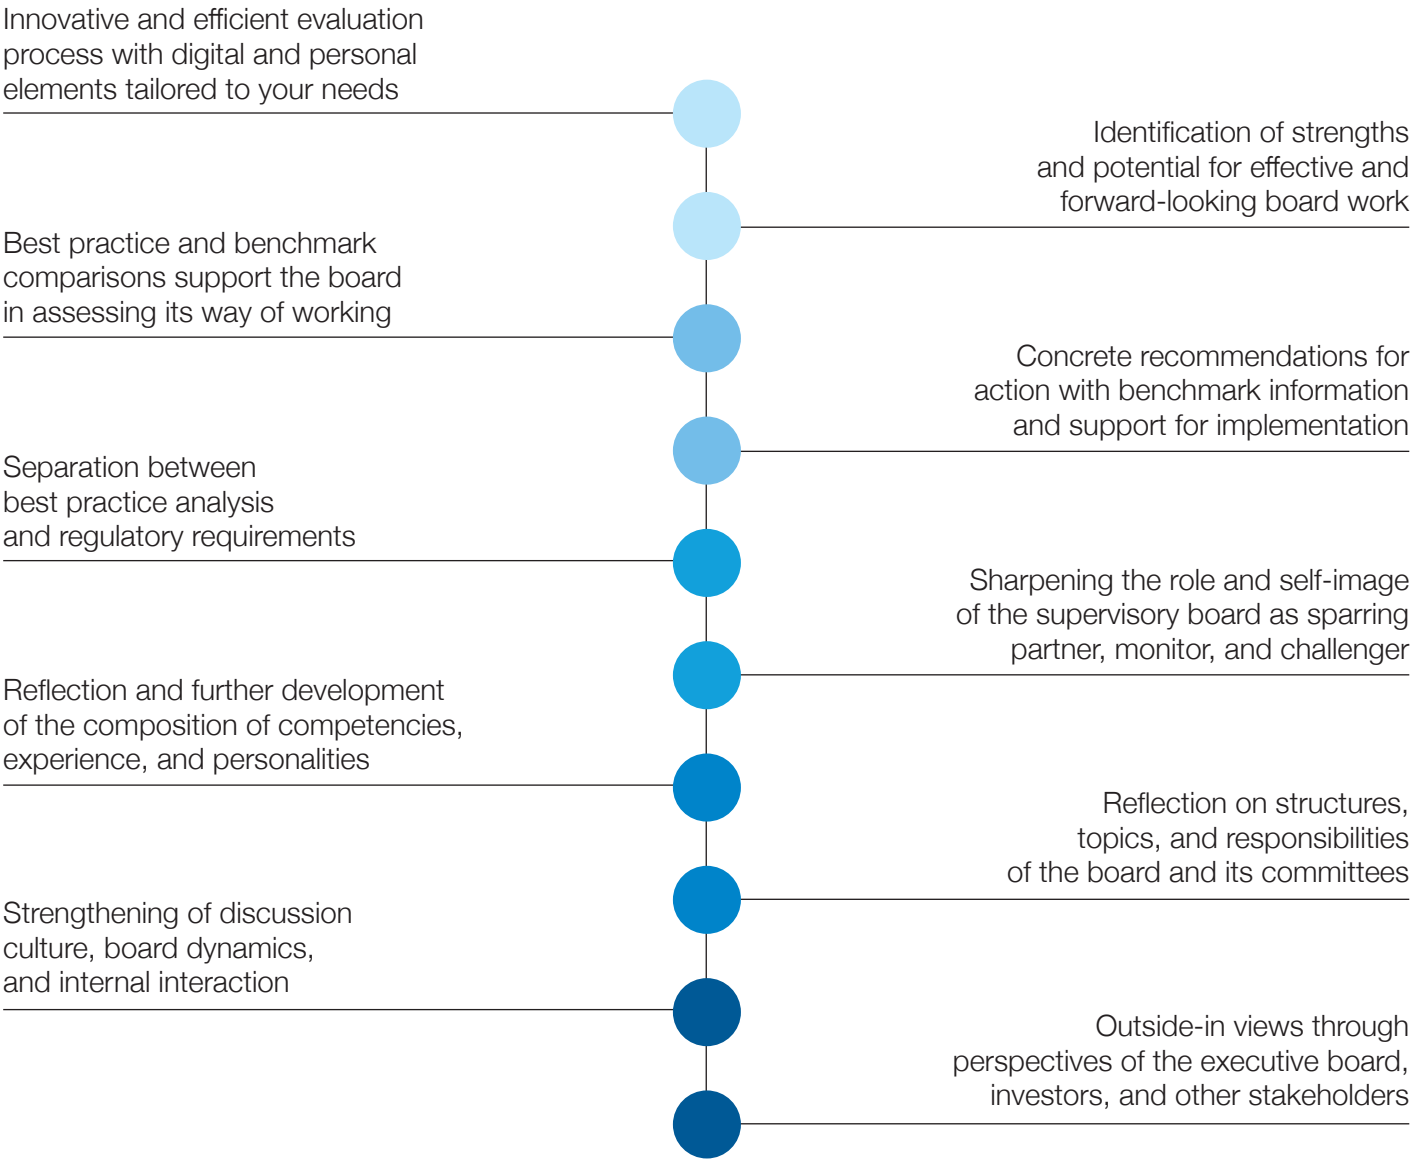 Innovative and efficient evaluation
process with digital and personal
elements tailored to your needs
Identification of strengths
and potential for effective and
forward-looking board work
Best practice and benchmark
comparisons support the board
in assessing its way of working
Concrete recommendations for
action with benchmark information
and support for implementation
Separation between
best practice analysis
and regulatory requirements
Sharpening the role and self-image
of the supervisory board as sparring
partner, monitor, and challenger
Reflection and further development
of the composition of competencies,
experience, and personalities
Reflection on structures,
topics, and responsibilities
of the board and its committees
Strengthening of discussion
culture, board dynamics,
and internal interaction
Outside-in views through
perspectives of the executive board,
investors, and other stakeholders